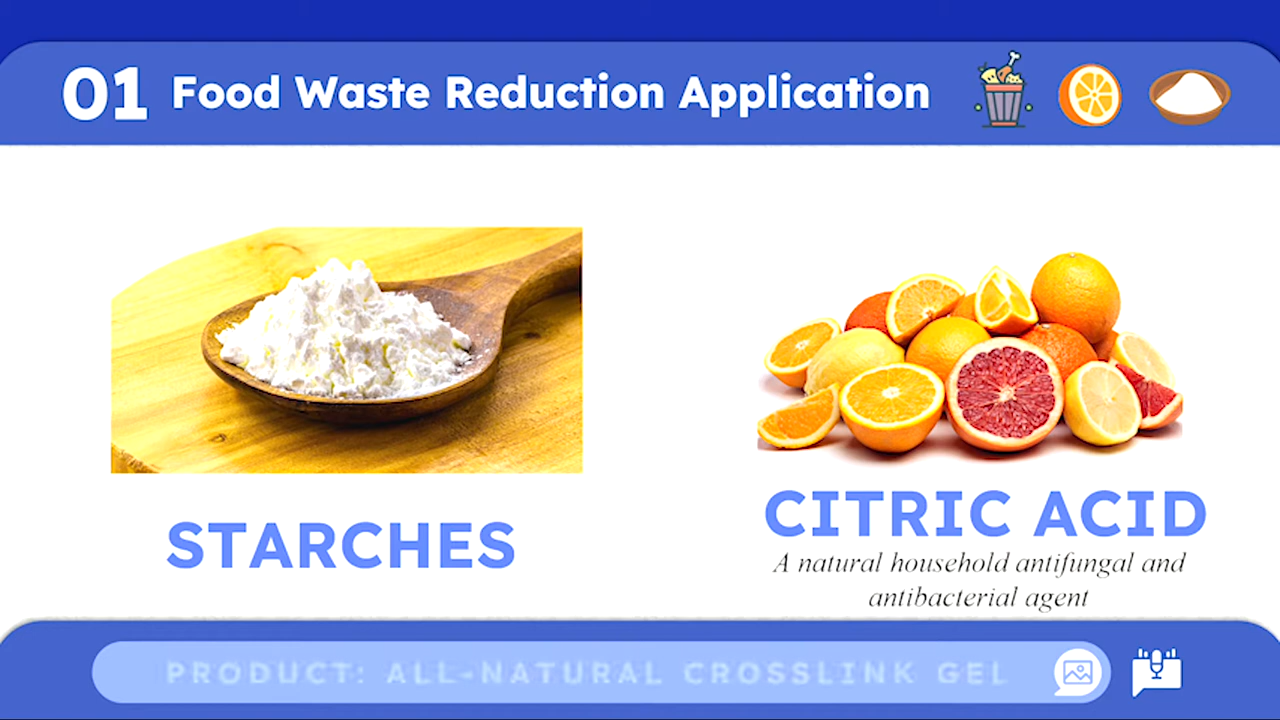 01 Food Waste Reduction Application
STARCHES
CITRIC ACID
A natural household antifungal and
antibacterial agent
PRODUCT: ALL-NATURAL CROSSLINK GEL